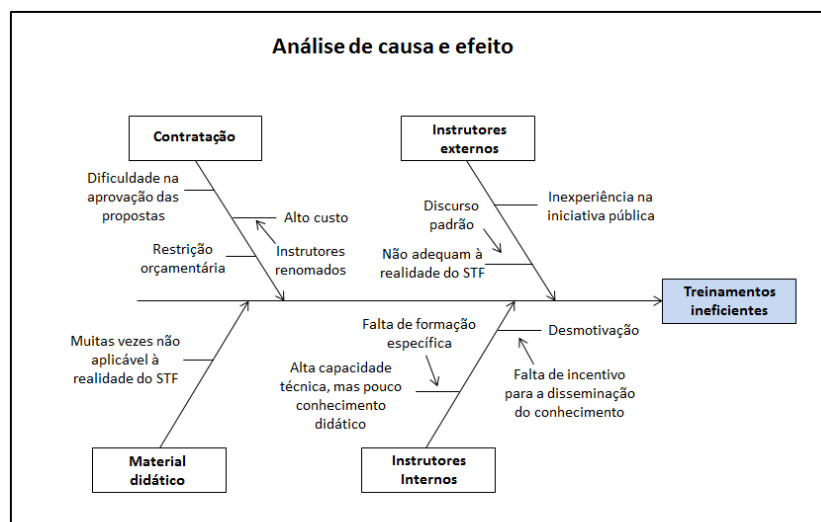 Análise de causa e efeito
Contratação
Dificuldade na
aprovação das
propostas
Alto custo
Restrição
orçamentária
Instrutores
renomados
Instrutores
externos
Inexperiência na
iniciativa pública
Discurso
padrão
Não adequam à
realidade do STF
Treinamentos
ineficientes
Muitas vezes não
aplicável à
realidade do STF
Material
didático
Falta de formação
específica
Alta capacidade
técnica, mas pouco
conhecimento
didático
Desmotivação
Falta de incentivo
para a disseminação
do conhecimento
Instrutores
Internos